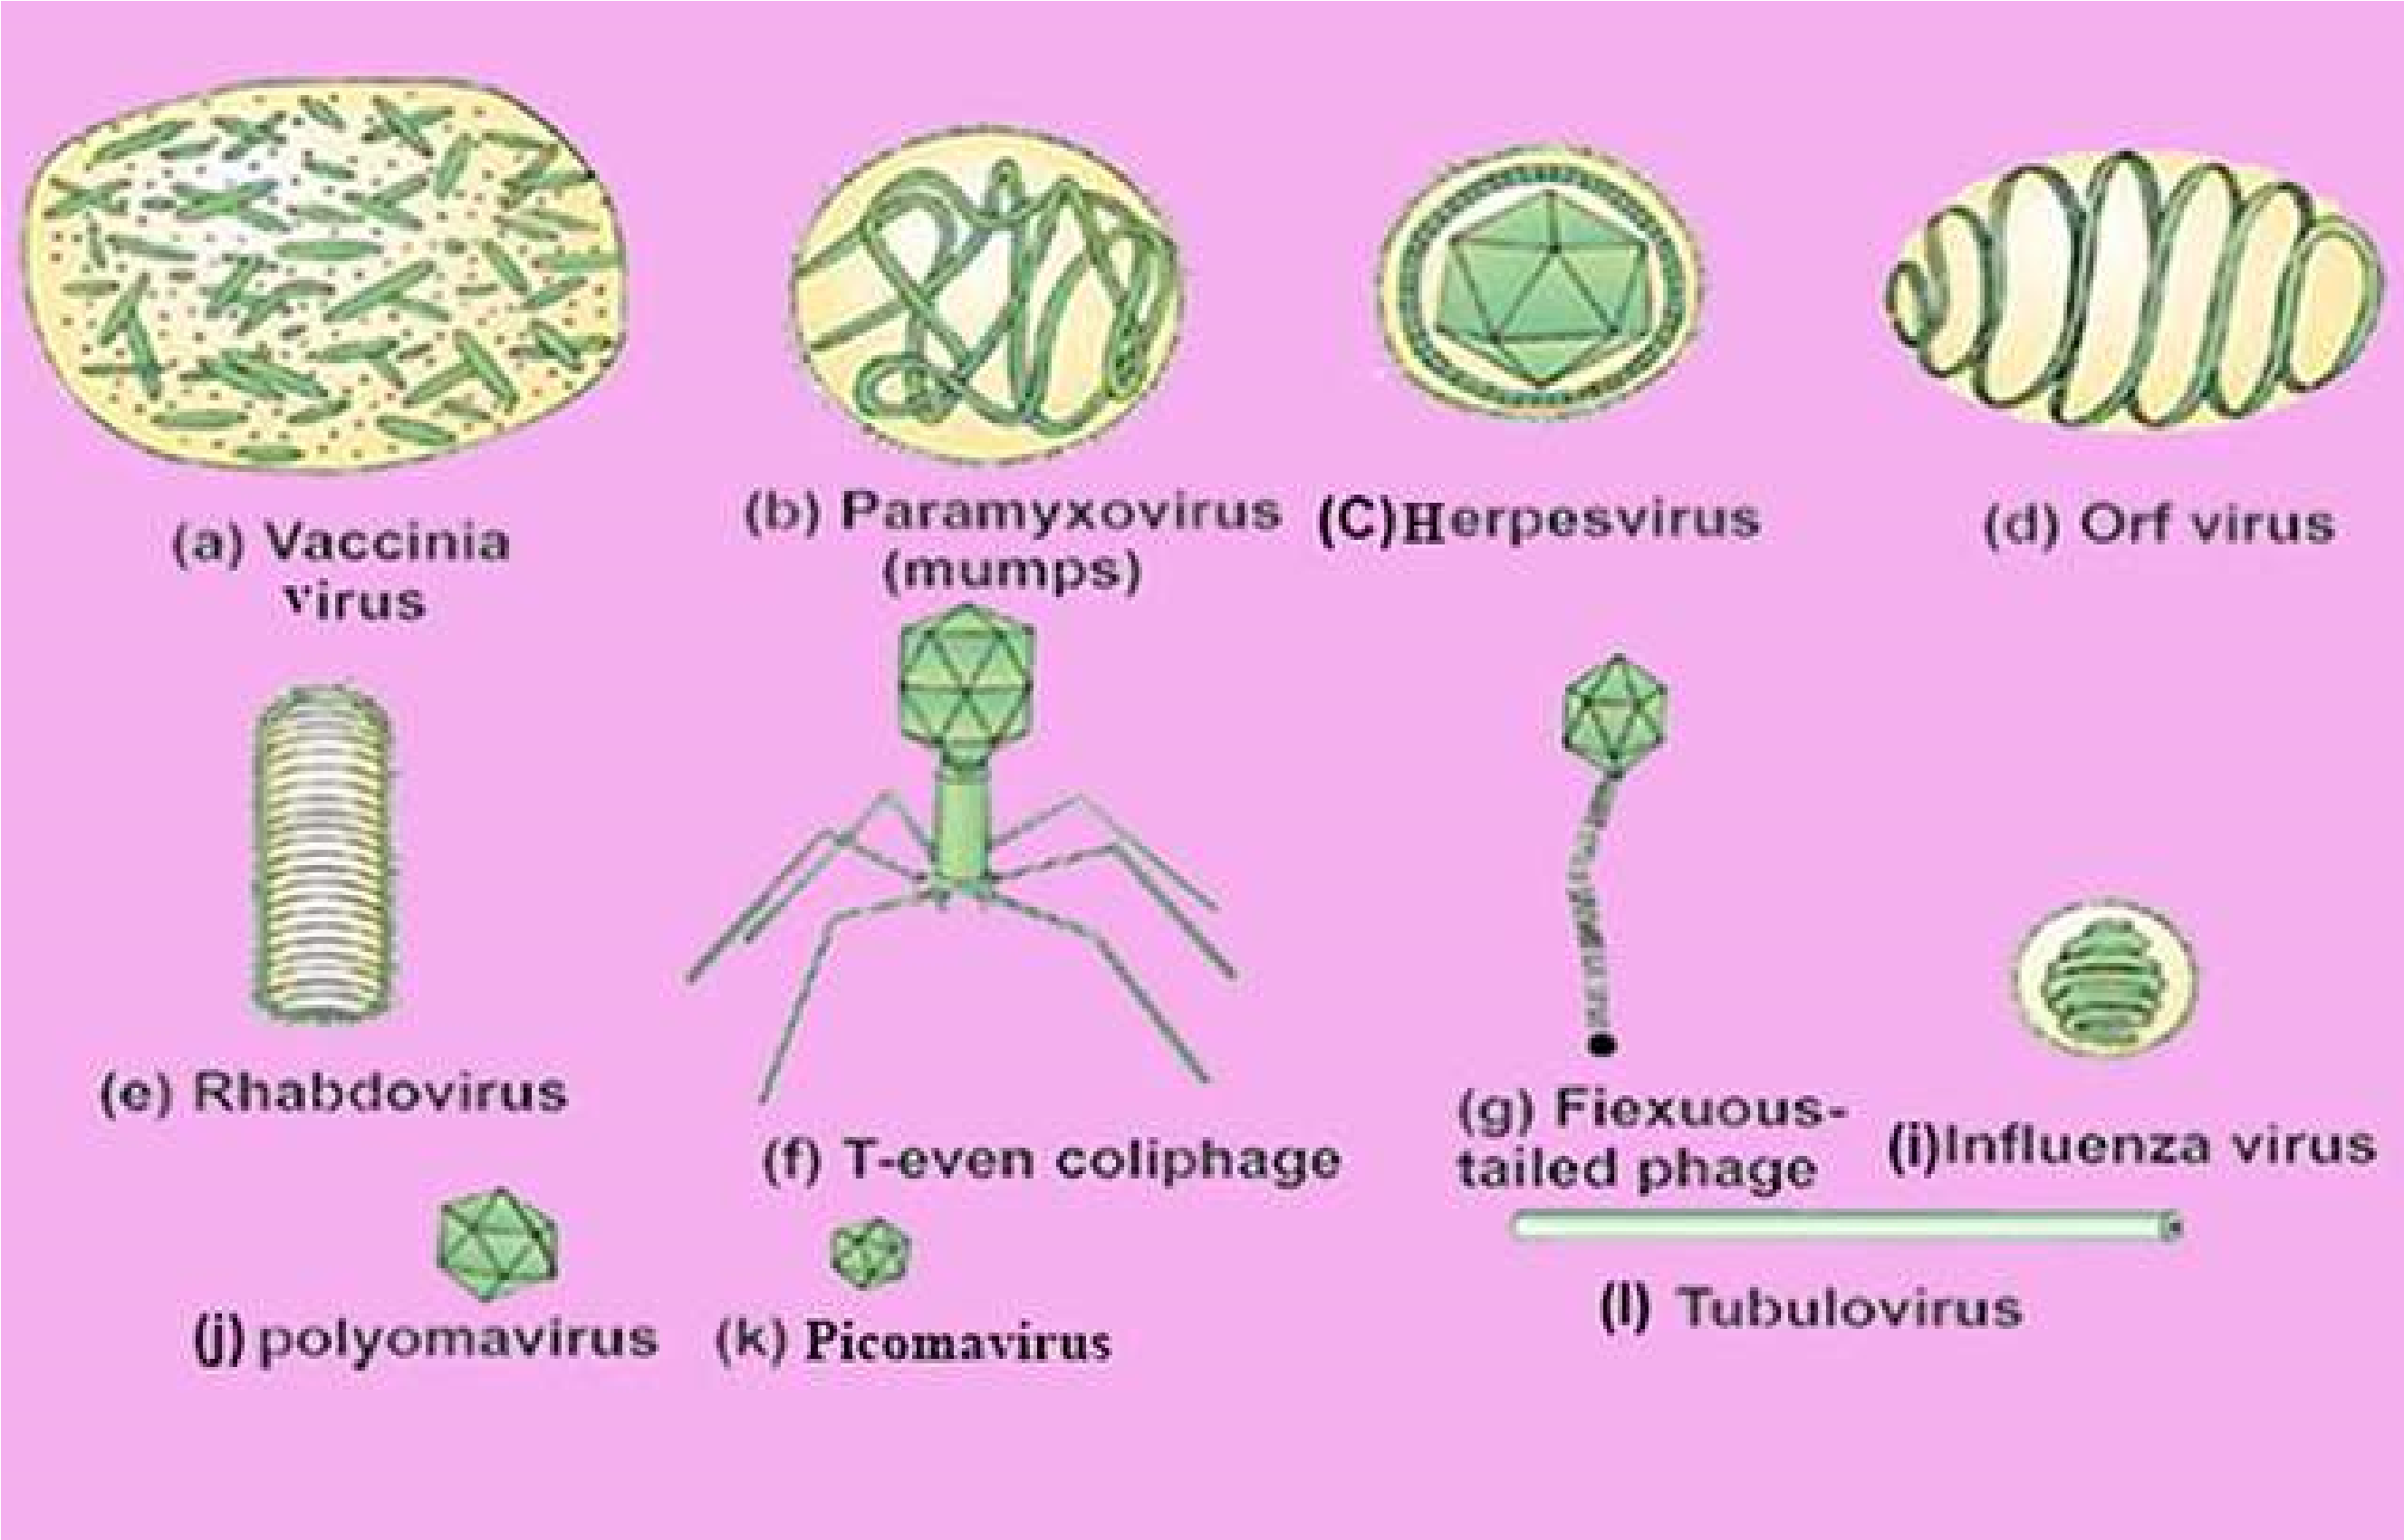 (a) Vaccinia
virus
(b) Paramyxovirus
(mumps)
(C)Herpesvirus
(d) Orf virus
(e) Rhabdovirus
(f) T-even coliphage
(g) Fiexuous-
tailed phage
(i)Influenza virus
(j) polyomavirus
(k) Picomavirus
(l) Tubulovirus